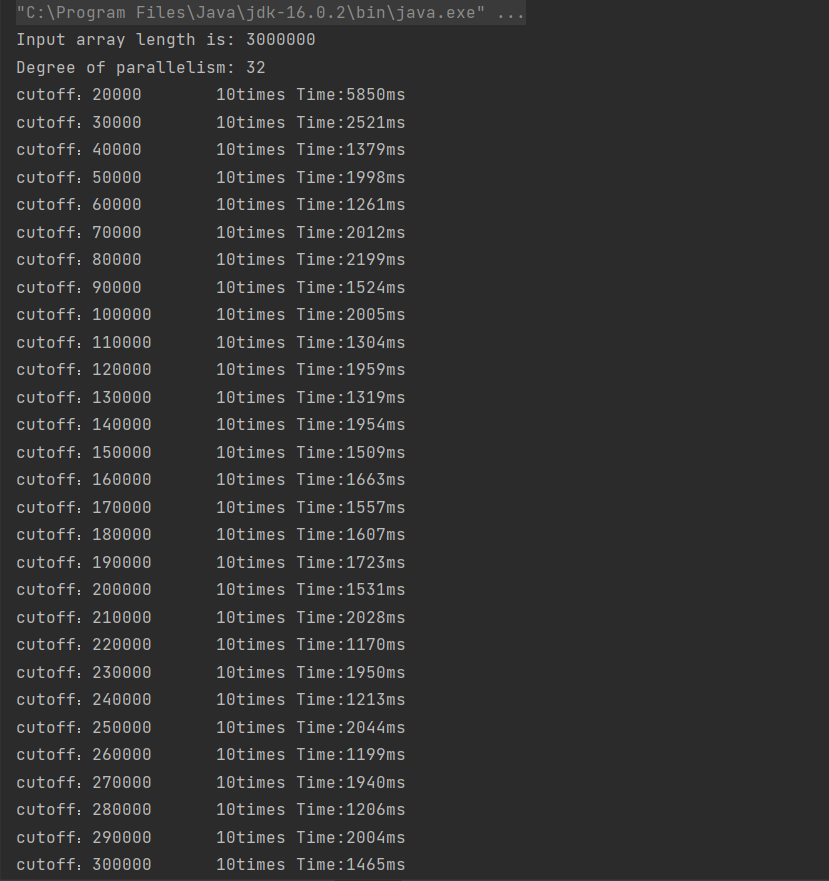 "C:\Program Files\Java\jdk-16.0.2\bin\java.exe" ...
Input array length is: 3000000
Degree of parallelism: 32
cutoff：20000		10times Time:5850ms
cutoff：30000		10times Time:2521ms
cutoff：40000		10times Time:1379ms
cutoff：50000		10times Time:1998ms
cutoff：60000		10times Time:1261ms
cutoff：70000		10times Time:2012ms
cutoff：80000		10times Time:2199ms
cutoff：90000		10times Time:1524ms
cutoff：100000		10times Time:2005ms
cutoff：110000		10times Time:1304ms
cutoff：120000		10times Time:1959ms
cutoff：130000		10times Time:1319ms
cutoff：140000		10times Time:1954ms
cutoff：150000		10times Time:1509ms
cutoff：160000		10times Time:1663ms
cutoff：170000		10times Time:1557ms
cutoff：180000		10times Time:1607ms
cutoff：190000		10times Time:1723ms
cutoff：200000		10times Time:1531ms
cutoff：210000		10times Time:2028ms
cutoff：220000		10times Time:1170ms
cutoff：230000		10times Time:1950ms
cutoff：240000		10times Time:1213ms
cutoff：250000		10times Time:2044ms
cutoff：260000		10times Time:1199ms
cutoff：270000		10times Time:1940ms
cutoff：280000		10times Time:1206ms
cutoff：290000		10times Time:2004ms
cutoff：300000		10times Time:1465ms